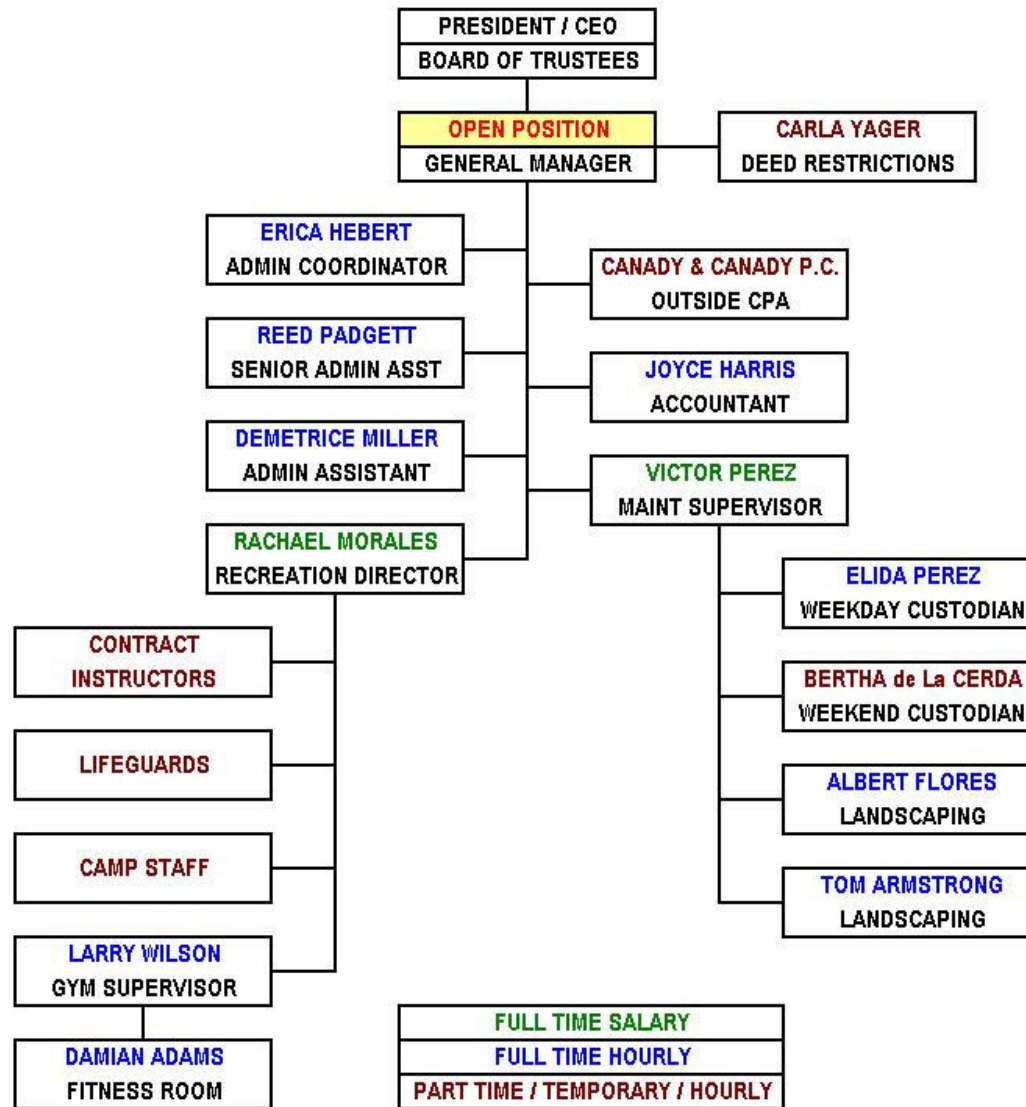 PRESIDENT / CEO
BOARD OF TRUSTEES
OPEN POSITION
GENERAL MANAGER
CARLA YAGER
DEED RESTRICTIONS
ERICA HEBERT
ADMIN COORDINATOR
CANADY & CANADY P.C.
OUTSIDE CPA
REED PADGETT
SENIOR ADMIN ASST
JOYCE HARRIS
ACCOUNTANT
DEMETRICE MILLER
ADMIN ASSISTANT
VICTOR PEREZ
MAINT SUPERVISOR
RACHAEL MORALES
RECREATION DIRECTOR
ELIDA PEREZ
WEEKDAY CUSTODIAN
CONTRACT
INSTRUCTORS
BERTHA de La CERDA
WEEKEND CUSTODIAN
LIFEGUARDS
ALBERT FLORES
LANDSCAPING
CAMP STAFF
TOM ARMSTRONG
LANDSCAPING
LARRY WILSON
GYM SUPERVISOR
DAMIAN ADAMS
FITNESS ROOM
FULL TIME SALARY
FULL TIME HOURLY
PART TIME / TEMPORARY / HOURLY